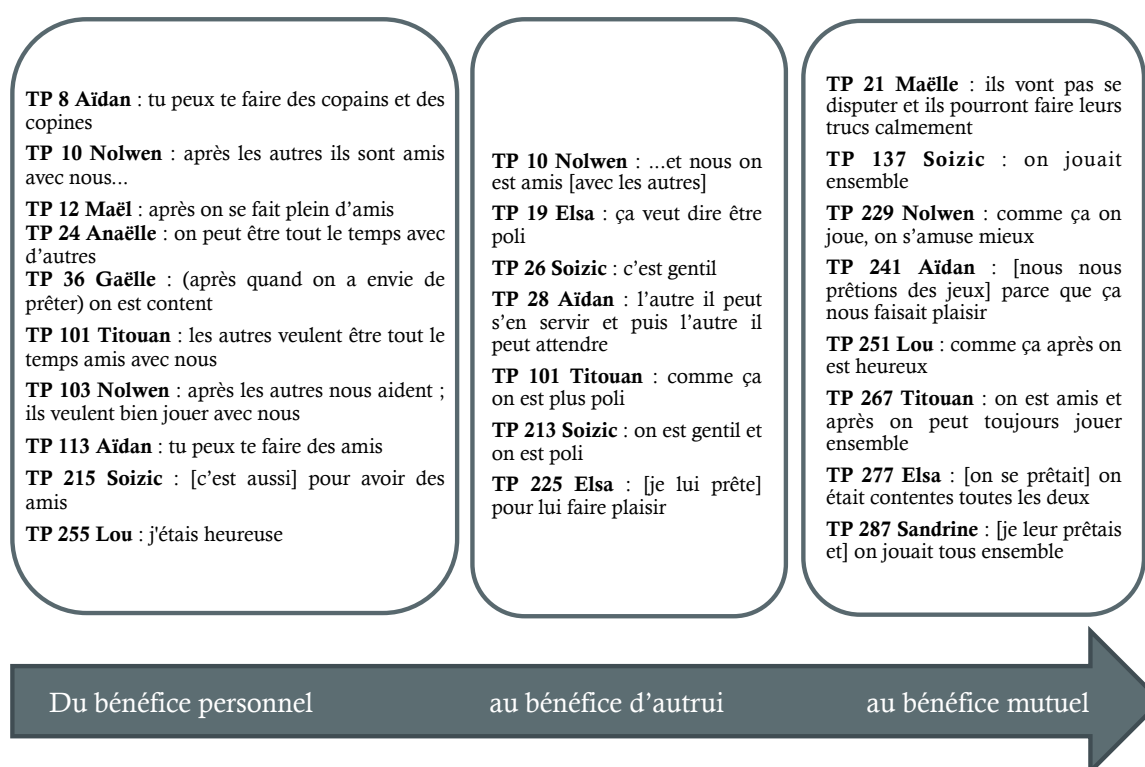 TP 8 Aïdan : tu peux te faire des copains et des
copines
TP 10 Nolwen : après les autres ils sont amis
avec nous...
TP 12 Maël : après on se fait plein d'amis
TP 24 Anaëlle : on peut être tout le temps avec
d'autres
TP 36 Gaëlle : (après quand on a envie de
prêter) on est content
TP 101 Titouan : les autres veulent être tout le
temps amis avec nous
TP 103 Nolwen : après les autres nous aident ;
ils veulent bien jouer avec nous
TP 113 Aïdan : tu peux te faire des amis
TP 215 Soizic : [c'est aussi] pour avoir des
amis
TP 255 Lou : j'étais heureuse
TP 10 Nolwen : ...et nous on
est amis [avec les autres]
TP 19 Elsa : ça veut dire être
poli
TP 26 Soizic : c'est gentil
TP 28 Aïdan : l'autre il peut
s'en servir et puis l'autre il
peut attendre
TP 101 Titouan : comme ça
on est plus poli
TP 213 Soizic : on est gentil et
on est poli
TP 225 Elsa : [je lui prête]
pour lui faire plaisir
TP 21 Maëlle : ils vont pas se
disputer et ils pourront faire leurs
trucs calmement
TP 137 Soizic : on jouait
ensemble
TP 229 Nolwen : comme ça on
joue, on s'amuse mieux
TP 241 Aïdan : [nous nous
prêtions des jeux] parce que ça
nous faisait plaisir
TP 251 Lou : comme ça après on
est heureux
TP 267 Titouan : on est amis et
après on peut toujours jouer
ensemble
TP 277 Elsa : [on se prêtait] on
était contentes toutes les deux
TP 287 Sandrine : [je leur prêtais
et] on jouait tous ensemble
Du bénéfice personnel
au bénéfice d'autrui
au bénéfice mutuel